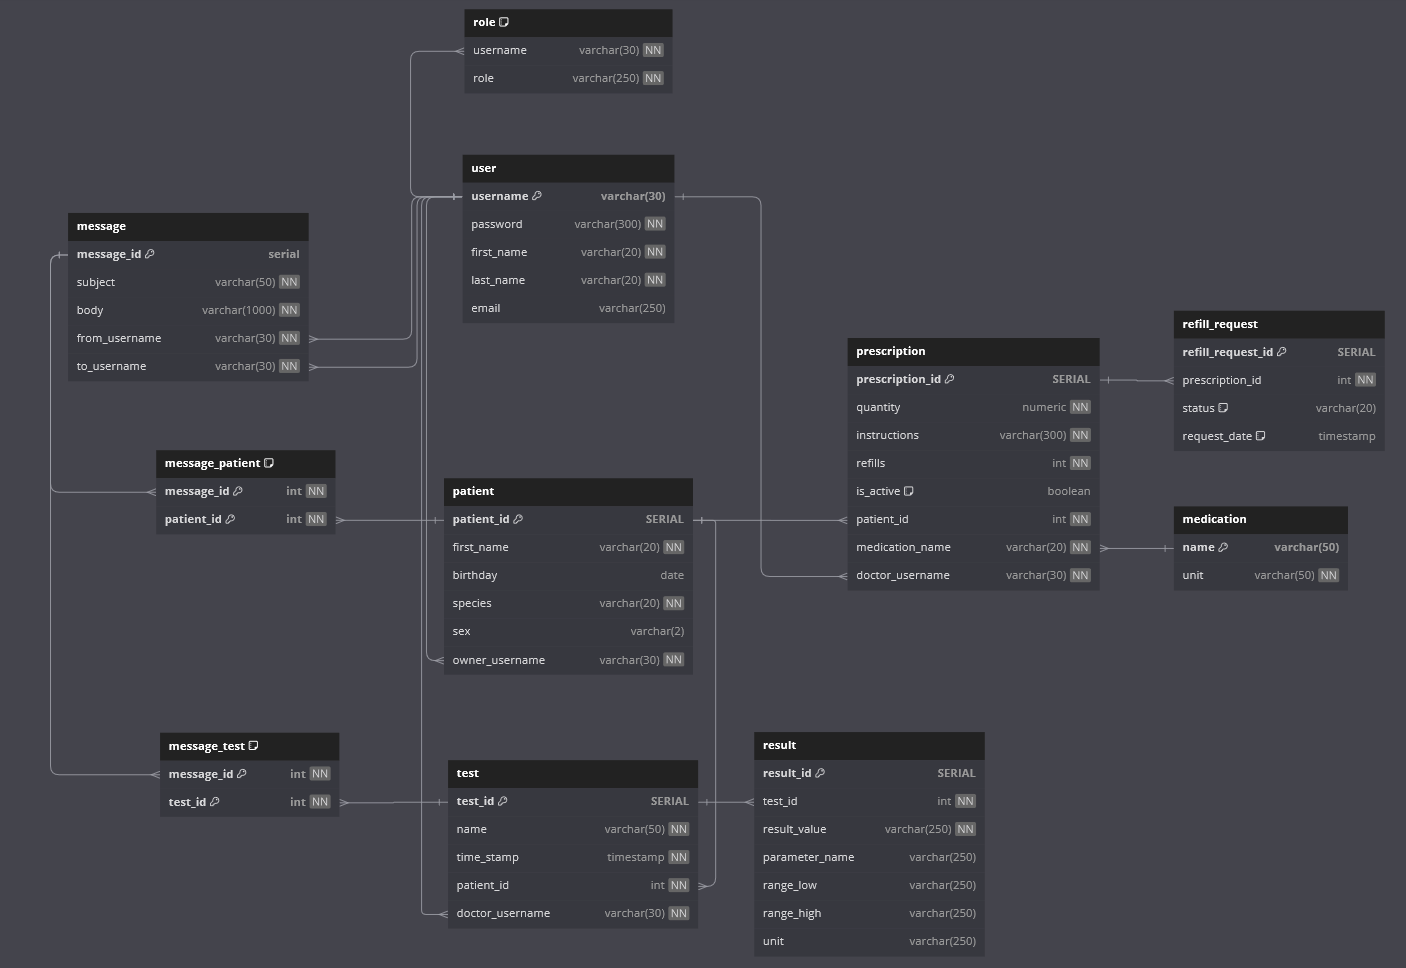 role
username varchar(30) NN
role varchar(250) NN
user
username varchar(30)
password varchar(300) NN
first_name varchar(20) NN
last_name varchar(20) NN
email varchar(250)
message
message_id serial
subject varchar(50) NN
body varchar(1000) NN
from_username varchar(30) NN
to_username varchar(30) NN
prescription
prescription_id SERIAL
quantity numeric NN
instructions varchar(300) NN
refills int NN
is_active boolean
patient_id int NN
medication_name varchar(20) NN
doctor_username varchar(30) NN
refill_request
refill_request_id SERIAL
prescription_id int NN
status varchar(20)
request_date timestamp
message_patient
message_id int NN
patient_id int NN
patient
patient_id SERIAL
first_name varchar(20) NN
birthday date
species varchar(20) NN
sex varchar(2)
owner_username varchar(30) NN
medication
name varchar(50)
unit varchar(50) NN
message_test
message_id int NN
test_id int NN
test
test_id SERIAL
name varchar(50) NN
time_stamp timestamp NN
patient_id int NN
doctor_username varchar(30) NN
result
result_id SERIAL
test_id int NN
result_value varchar(250) NN
parameter_name varchar(250)
range_low varchar(250)
range_high varchar(250)
unit varchar(250)